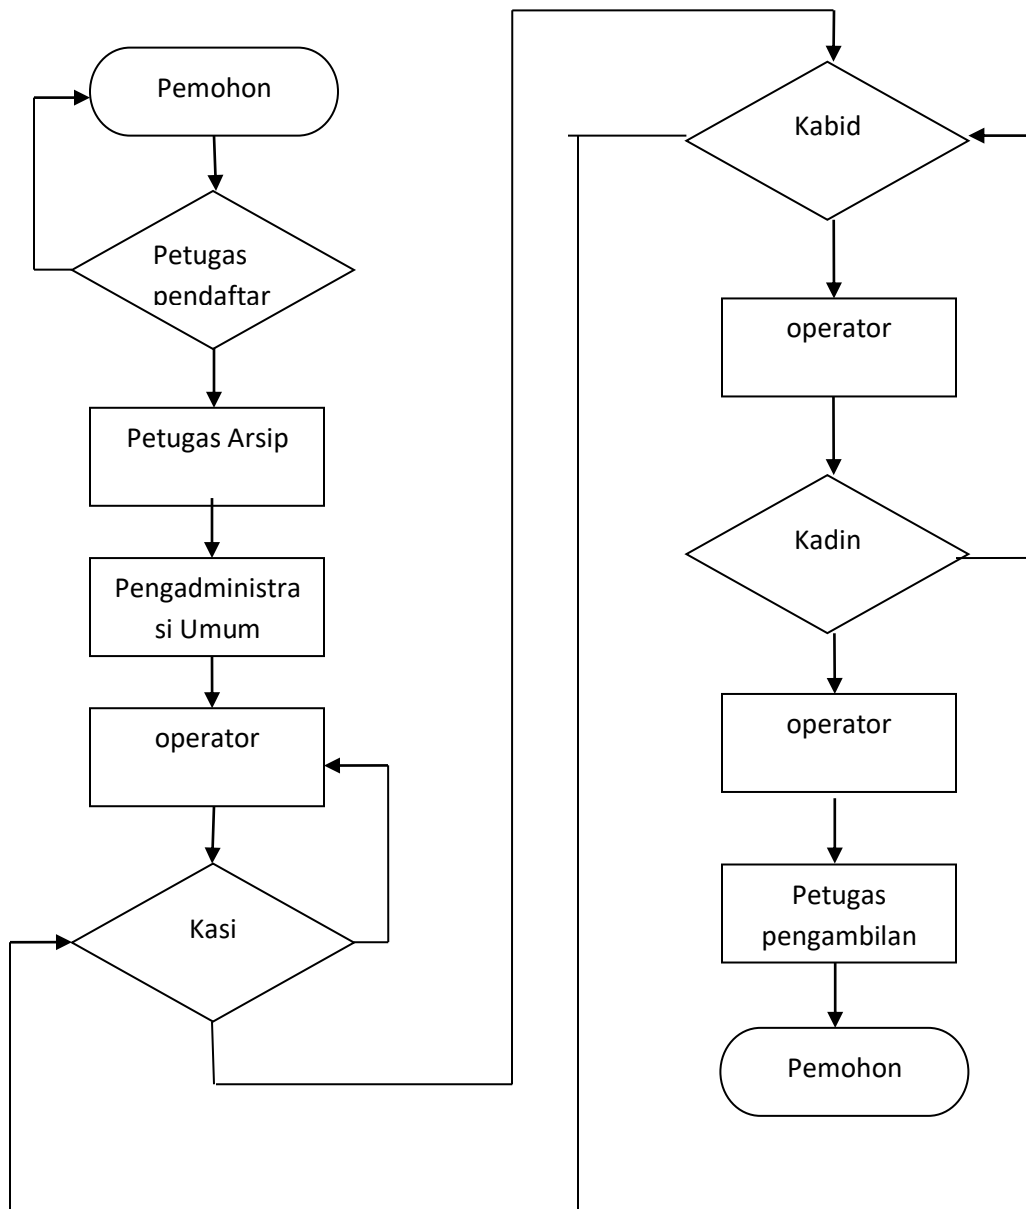 Pemohon
Petugas
pendaftar
Petugas Arsip
Pengadministra
si Umum
operator
Kasi
Kabid
operator
Kadin
operator
Petugas
pengambilan
Pemohon